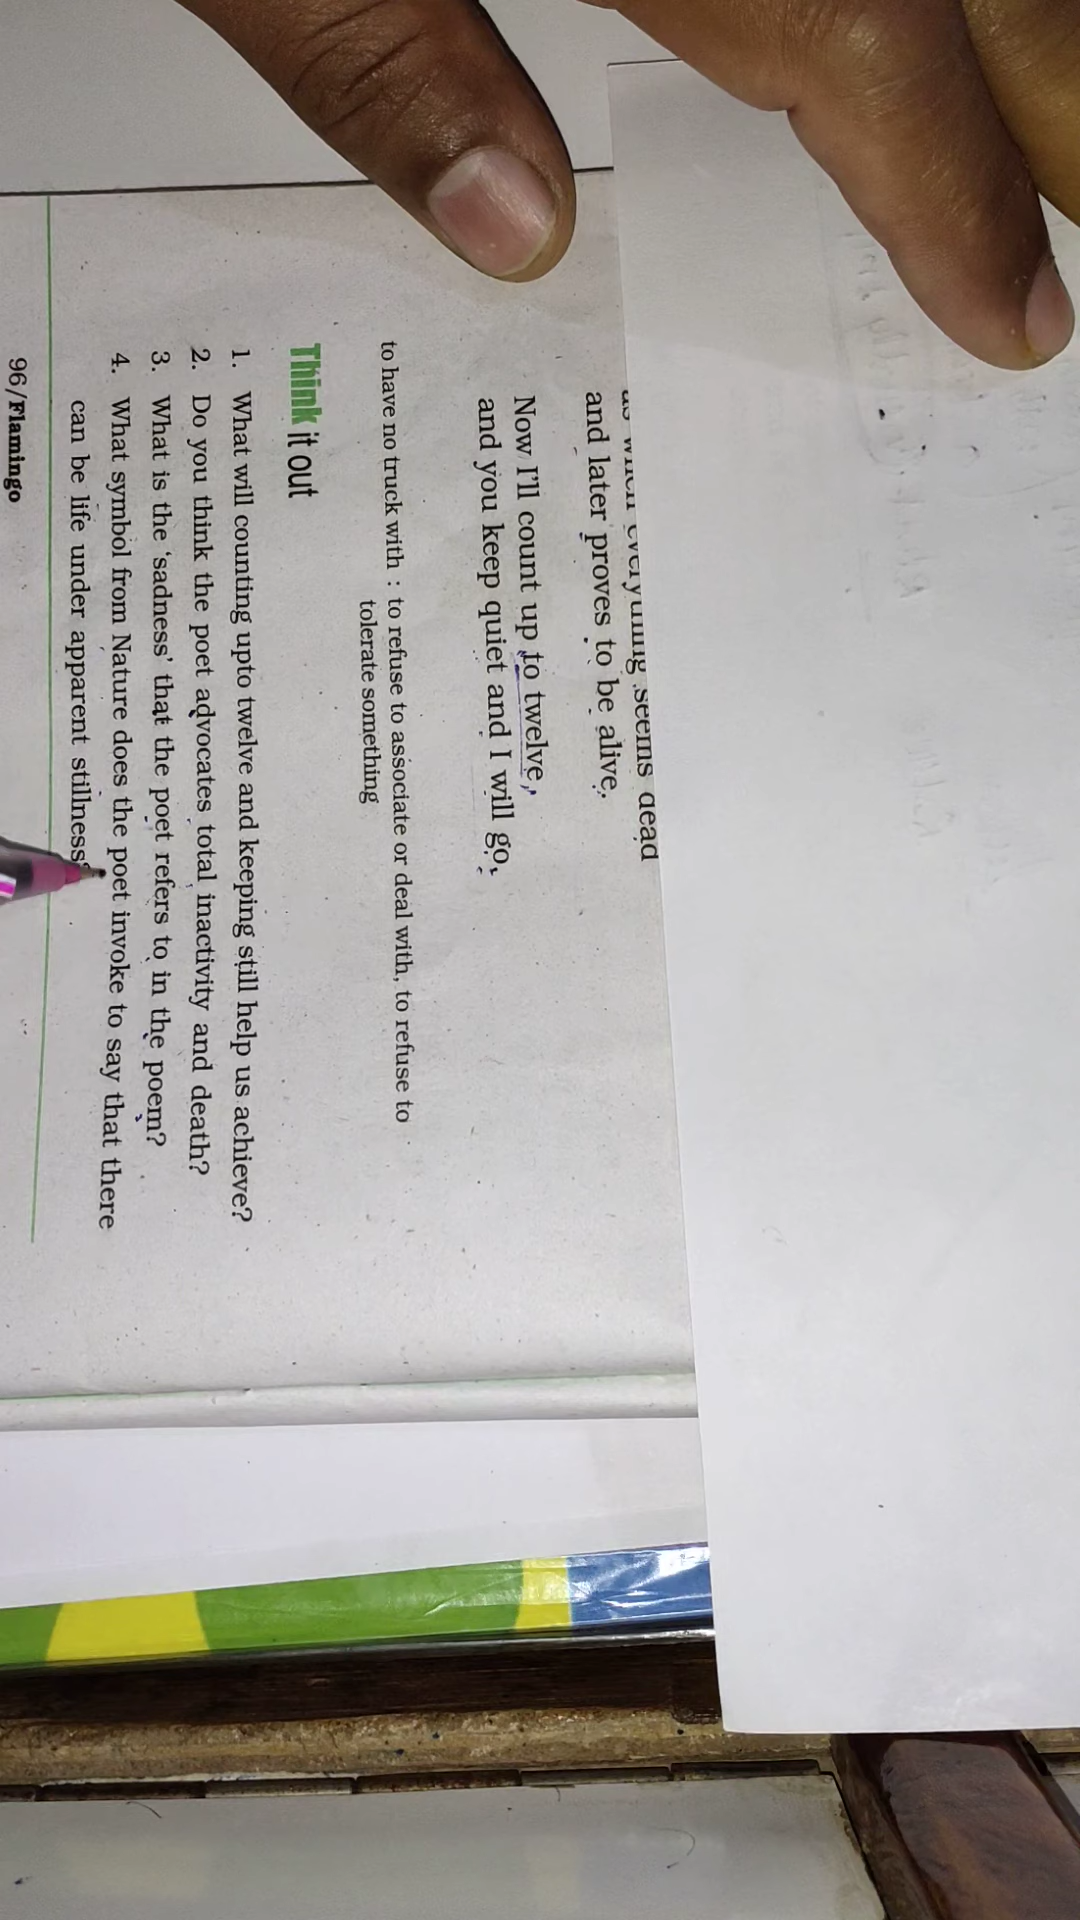 everything seems dead
and later proves to be alive.
Now I'll count up to twelve,
and you keep quiet and I will go.
to have no truck with : to refuse to associate or deal with, to refuse to
tolerate something
Think it out
1. What will counting upto twelve and keeping still help us achieve?
2. Do you think the poet advocates total inactivity and death?
3. What is the 'sadness' that the poet refers to in the poem?
4. What symbol from Nature does the poet invoke to say that there
can be life under apparent stillness
96/Flamingo